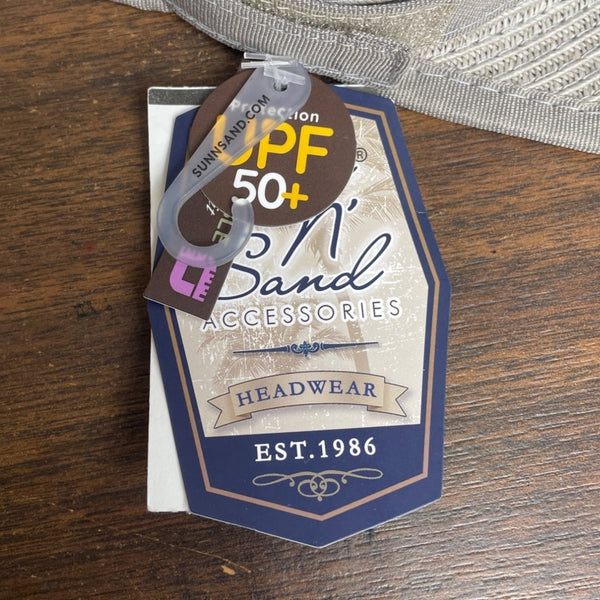 SUNNSAND.COM
Protection
UPF
50+
®
n'
Sand
ACCESSORIES
HEADWEAR
EST.1986